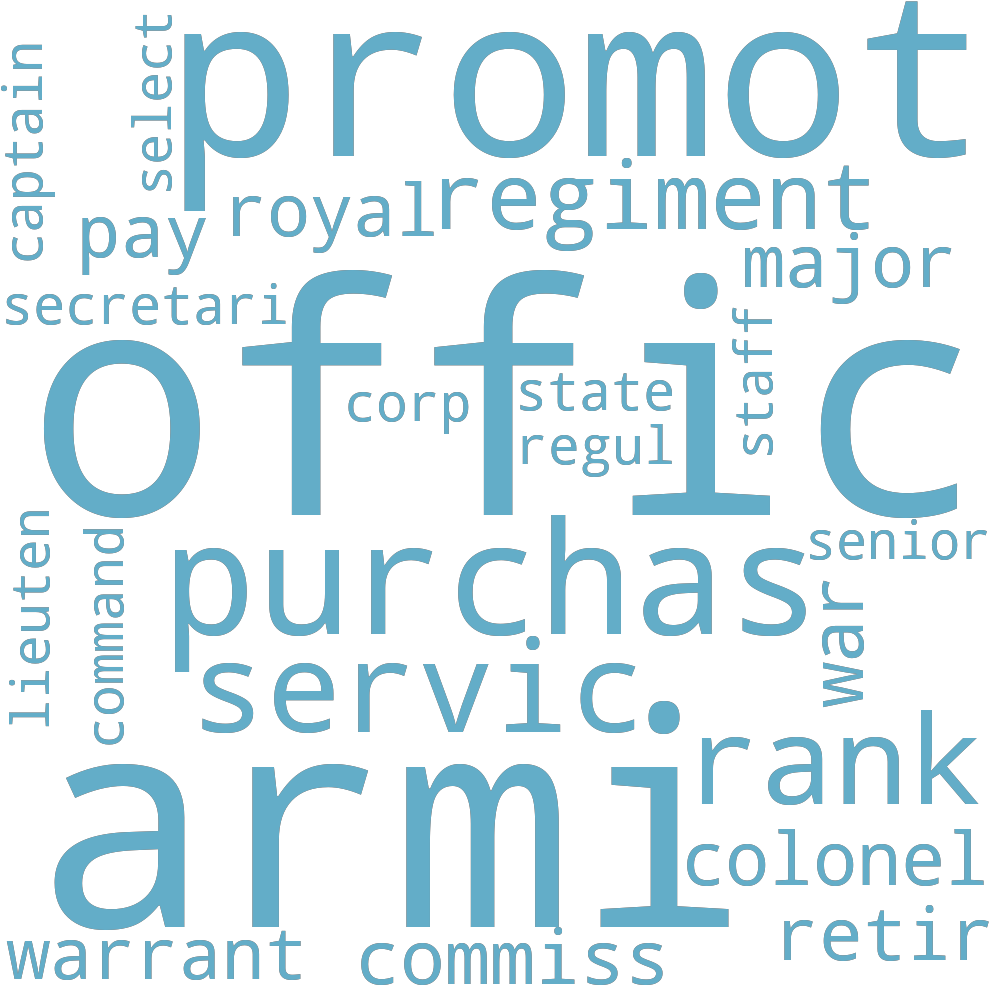 promot
select
captain
regiment
royal
pay
major
secretari
offic
staff
state
corp
regul
purchas
senior
lieuten
command
war
servic
rank
armi
colonel
retir
warrant
commiss